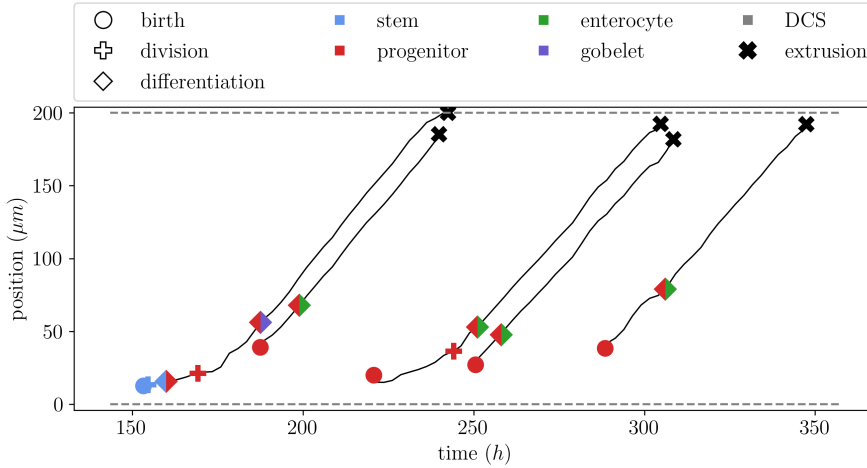 birth stem enterocyte DCS
division progenitor gobelet extrusion
differentiation
200
150
100
50
0
position (μm)
150 200 250 300 350
time (h)